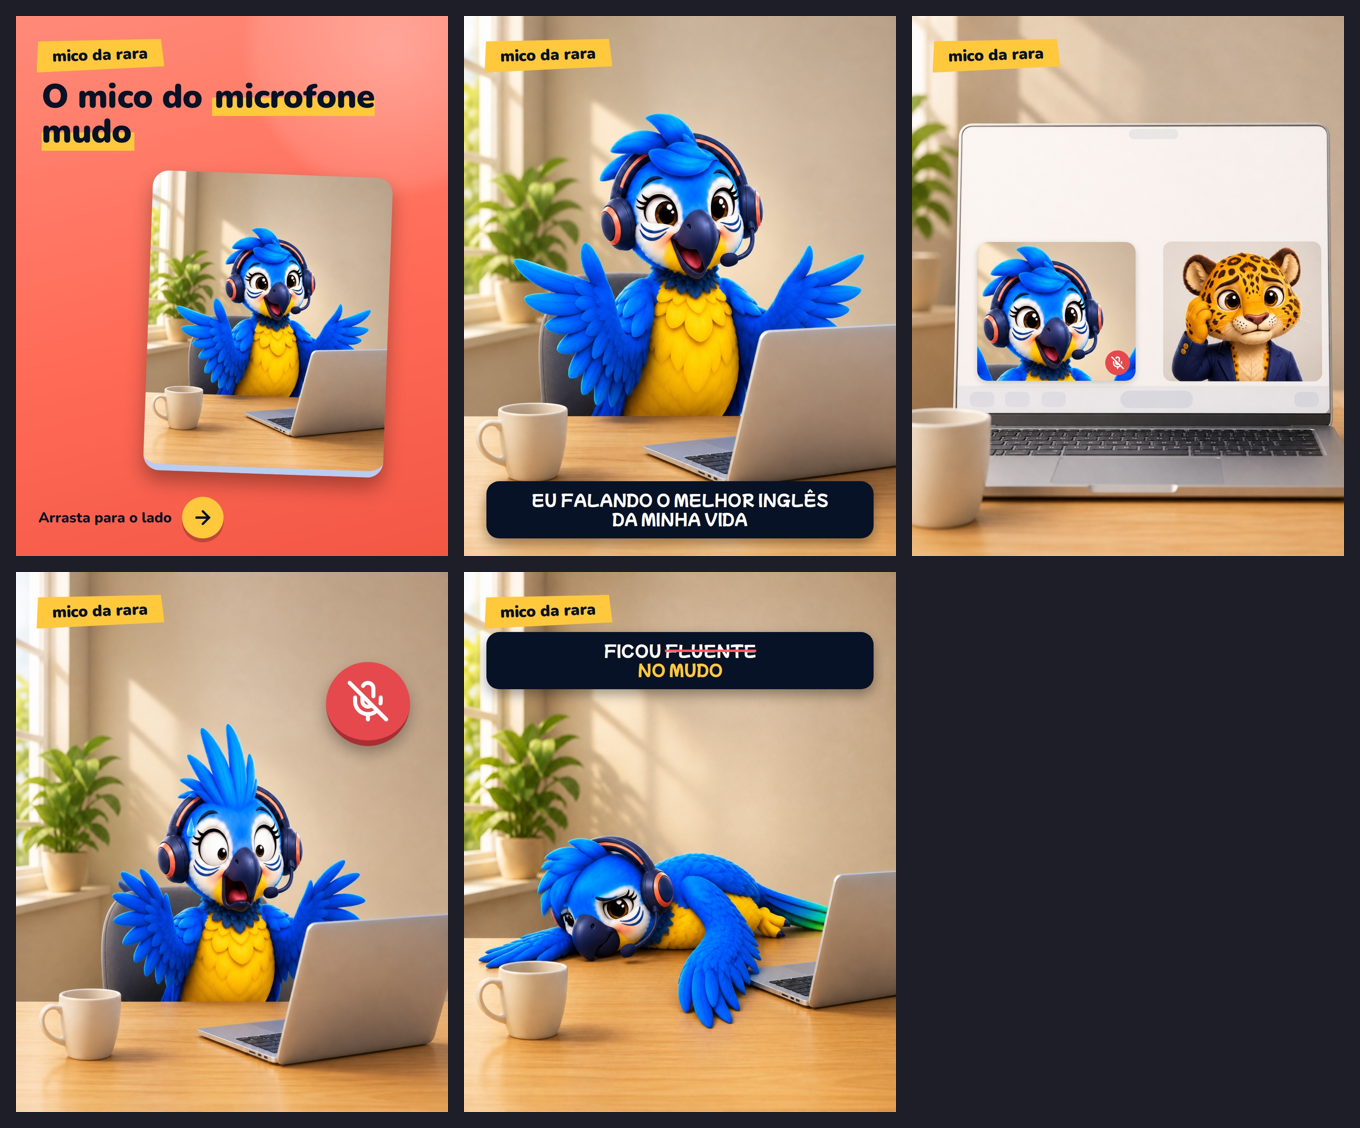 mico da rara
O mico do microfone
mudo
Arrasta para o lado
mico da rara
EU FALANDO O MELHOR INGLÊS
DA MINHA VIDA
mico da rara
mico da rara
mico da rara
FICOU FLUENTE
NO MUDO